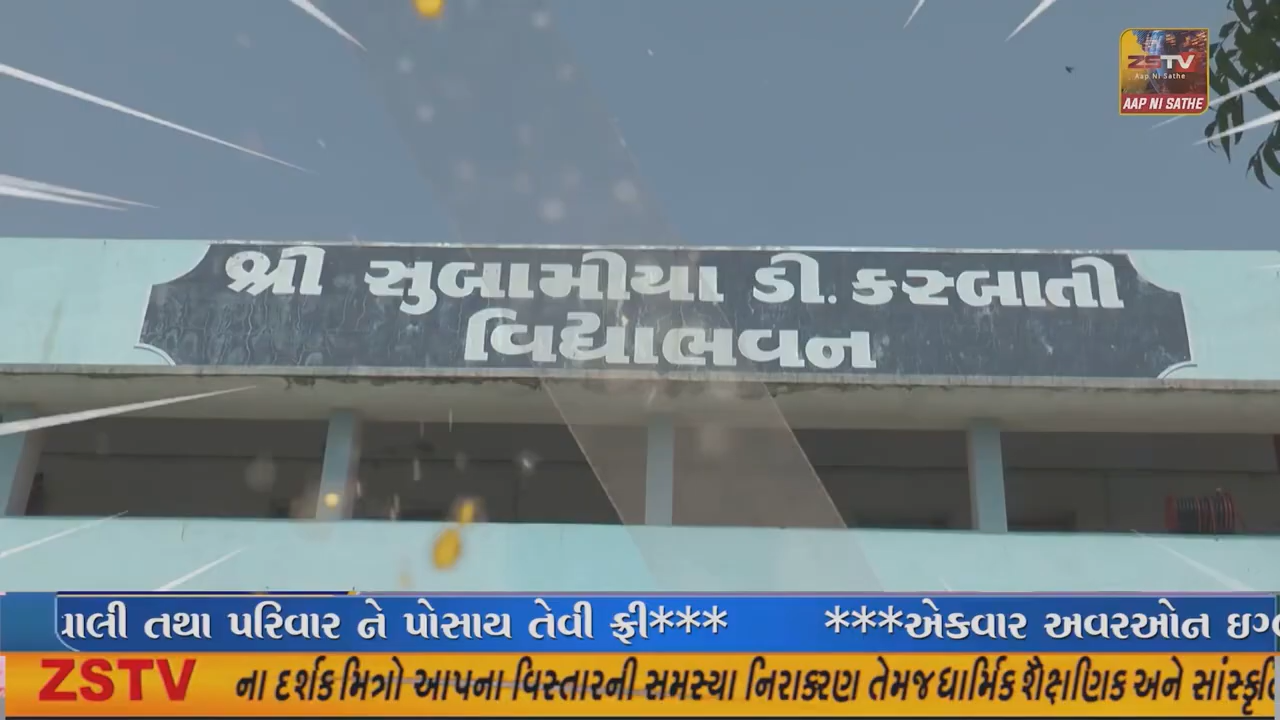 ZSTV
Aap Ni Sathe
AAP NI SATHE
શ્રી સુબામીયા ડી. કરબાતી
વિદ્યાભવન
તથા પરિવાર ને પોસાય તેવી ફ્રી*** ***એકવાર અવરઓન
ZSTV ના દર્શક મિત્રો આપના વિસ્તારની સમસ્યા નિરાકરણ તેમજ ધાર્મિક શૈક્ષણિક અને